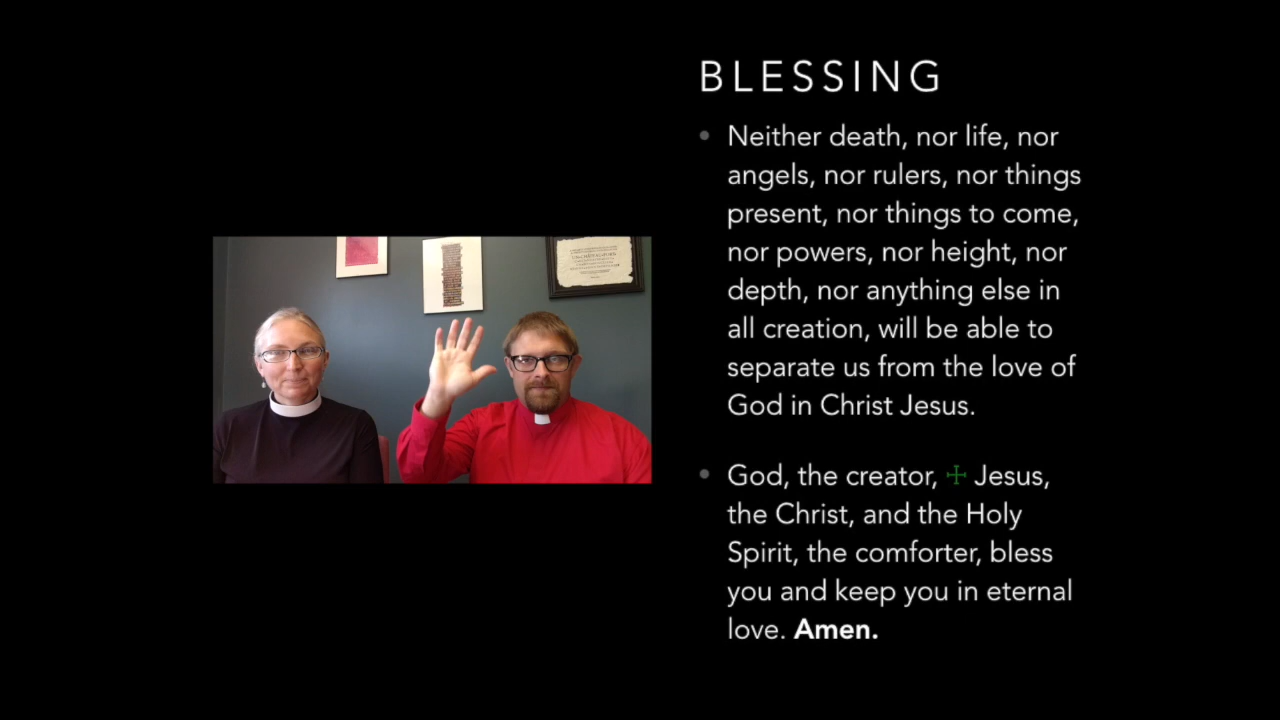 BLESSING
• Neither death, nor life, nor
angels, nor rulers, nor things
present, nor things to come,
nor powers, nor height, nor
depth, nor anything else in
all creation, will be able to
separate us from the love of
God in Christ Jesus.
• God, the creator, ☩ Jesus,
the Christ, and the Holy
Spirit, the comforter, bless
you and keep you in eternal
love. Amen.